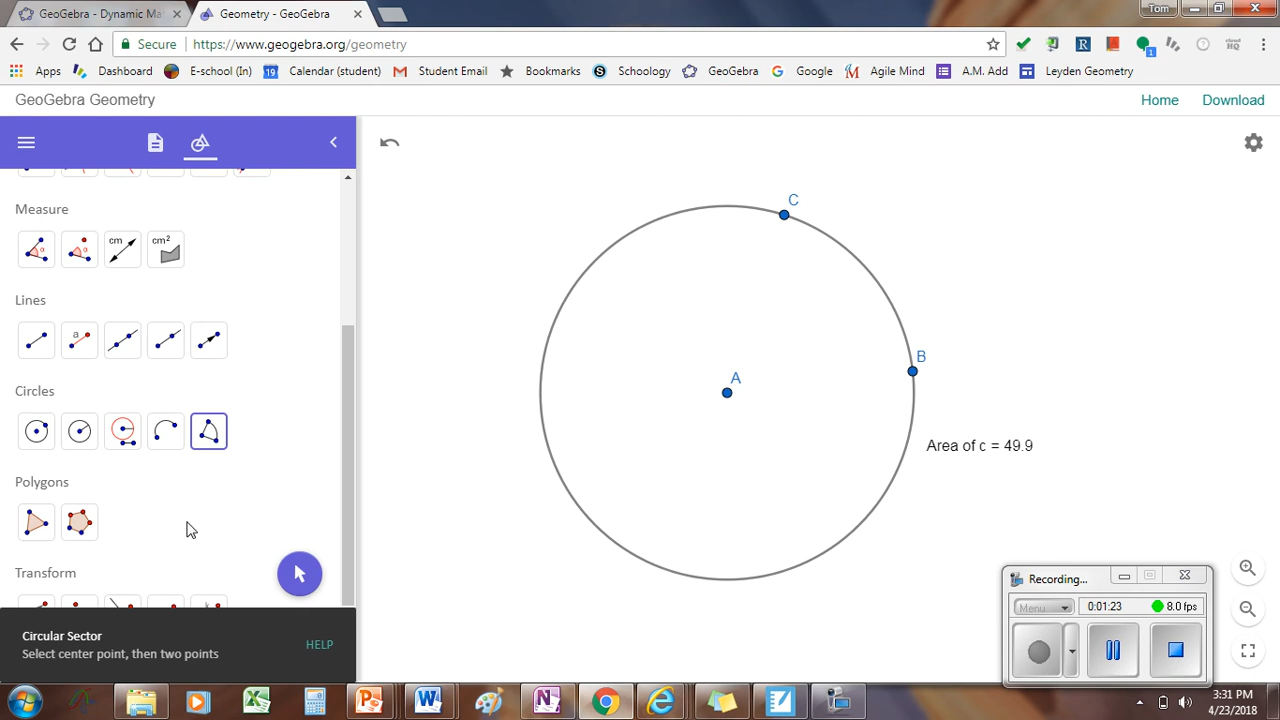 GeoGebra - Dynamic Ma
Geometry - GeoGebra
Tom
Secure
https://www.geogebra.org/geometry
Apps
Dashboard
E-school (In)
19
Calendar (student)
Student Email
Bookmarks
Schoology
GeoGebra
Google
Agile Mind
A.M. Add
Leyden Geometry
GeoGebra Geometry
Home
Download
Measure
α
α
cm
cm²
Lines
a
Circles
Polygons
Transform
Circular Sector
Select center point, then two points
HELP
C
B
A
Area of c = 49.9
Recording...
Menu
0:01:23
8.0 fps
3:31 PM
4/23/2018